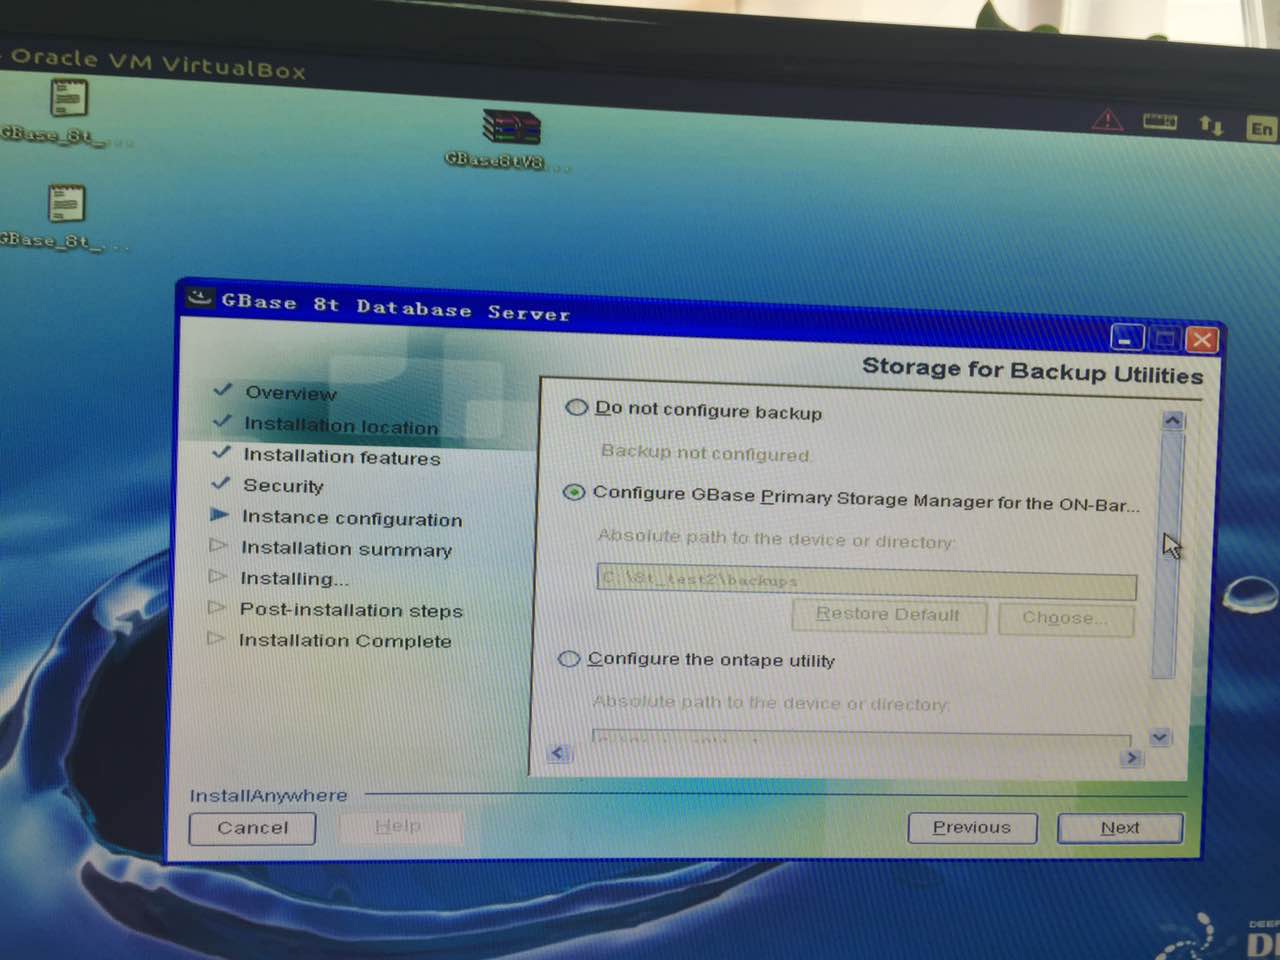 Oracle VM VirtualBox
GBase_8t_...
GBase8tV8...
En
GBase_8t_...
GBase 8t Database Server
Storage for Backup Utilities
Overview
Installation location
Installation features
Security
Instance configuration
Installation summary
Installing...
Post-installation steps
Installation Complete
Do not configure backup
Backup not configured.
Configure GBase Primary Storage Manager for the ON-Bar...
Absolute path to the device or directory:
C:\8t_test2\backups
Restore Default
Choose...
Configure the ontape utility
Absolute path to the device or directory:
InstallAnywhere
Cancel
Help
Previous
Next